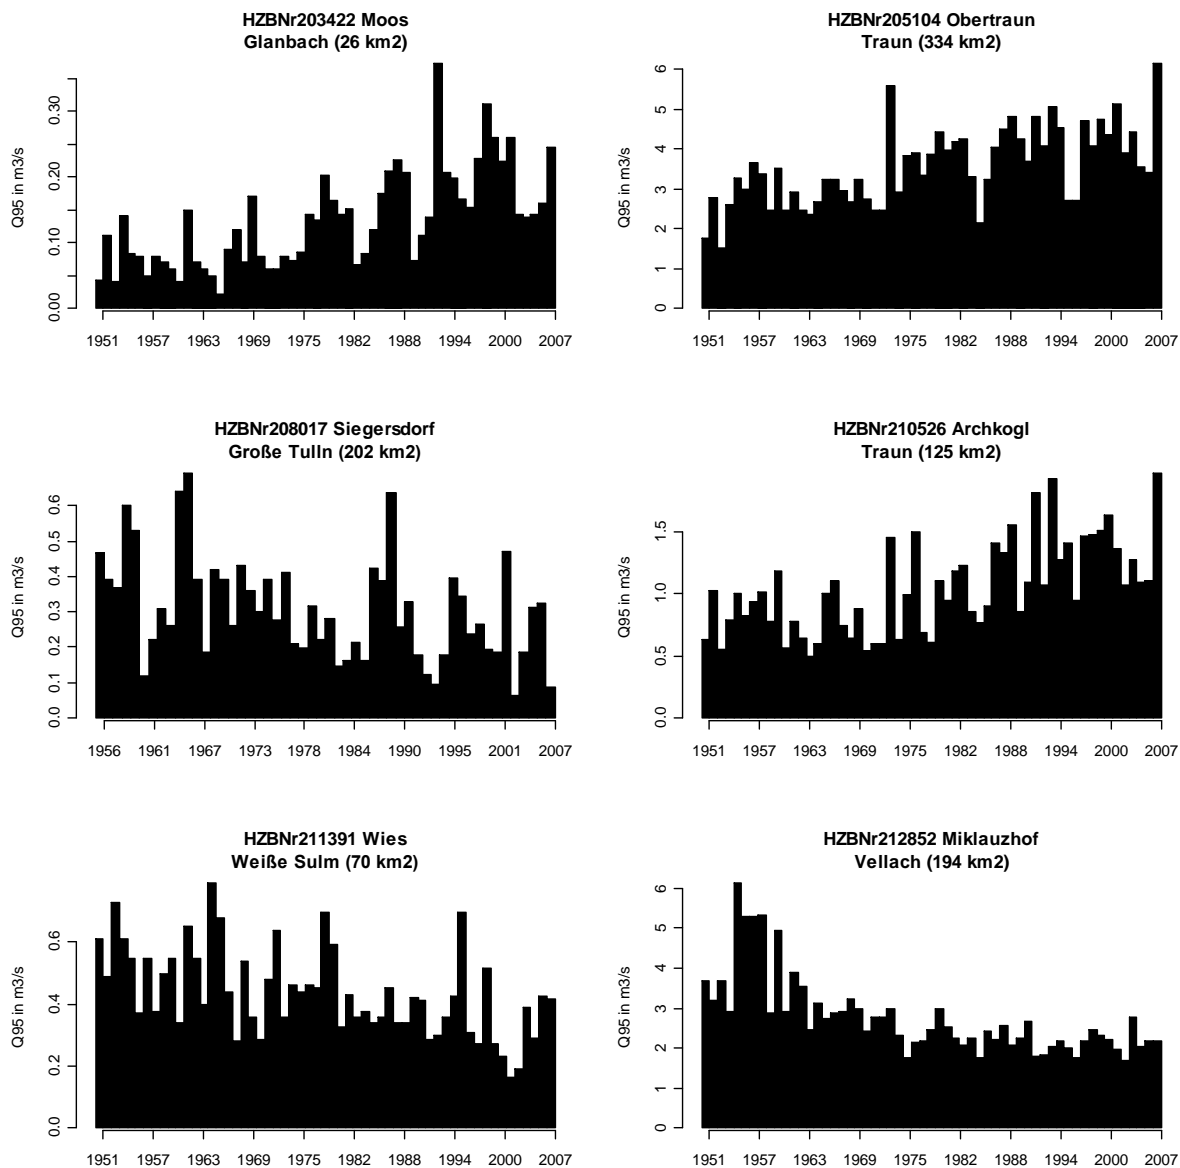 HZBNr203422 Moos
Glanbach (26 km2)
Q95 in m3/s
0.00 0.10 0.20 0.30
1951 1957 1963 1969 1975 1982 1988 1994 2000 2007
HZBNr205104 Obertraun
Traun (334 km2)
Q95 in m3/s
0 1 2 3 4 5 6
1951 1957 1963 1969 1975 1982 1988 1994 2000 2007
HZBNr208017 Siegersdorf
Große Tulln (202 km2)
Q95 in m3/s
0.0 0.1 0.2 0.3 0.4 0.5 0.6
1956 1961 1967 1973 1978 1984 1990 1995 2001 2007
HZBNr210526 Archkogl
Traun (125 km2)
Q95 in m3/s
0.0 0.5 1.0 1.5
1951 1957 1963 1969 1975 1982 1988 1994 2000 2007
HZBNr211391 Wies
Weiße Sulm (70 km2)
Q95 in m3/s
0.0 0.2 0.4 0.6
1951 1957 1963 1969 1975 1982 1988 1994 2000 2007
HZBNr212852 Miklauzhof
Vellach (194 km2)
Q95 in m3/s
0 1 2 3 4 5 6
1951 1957 1963 1969 1975 1982 1988 1994 2000 2007